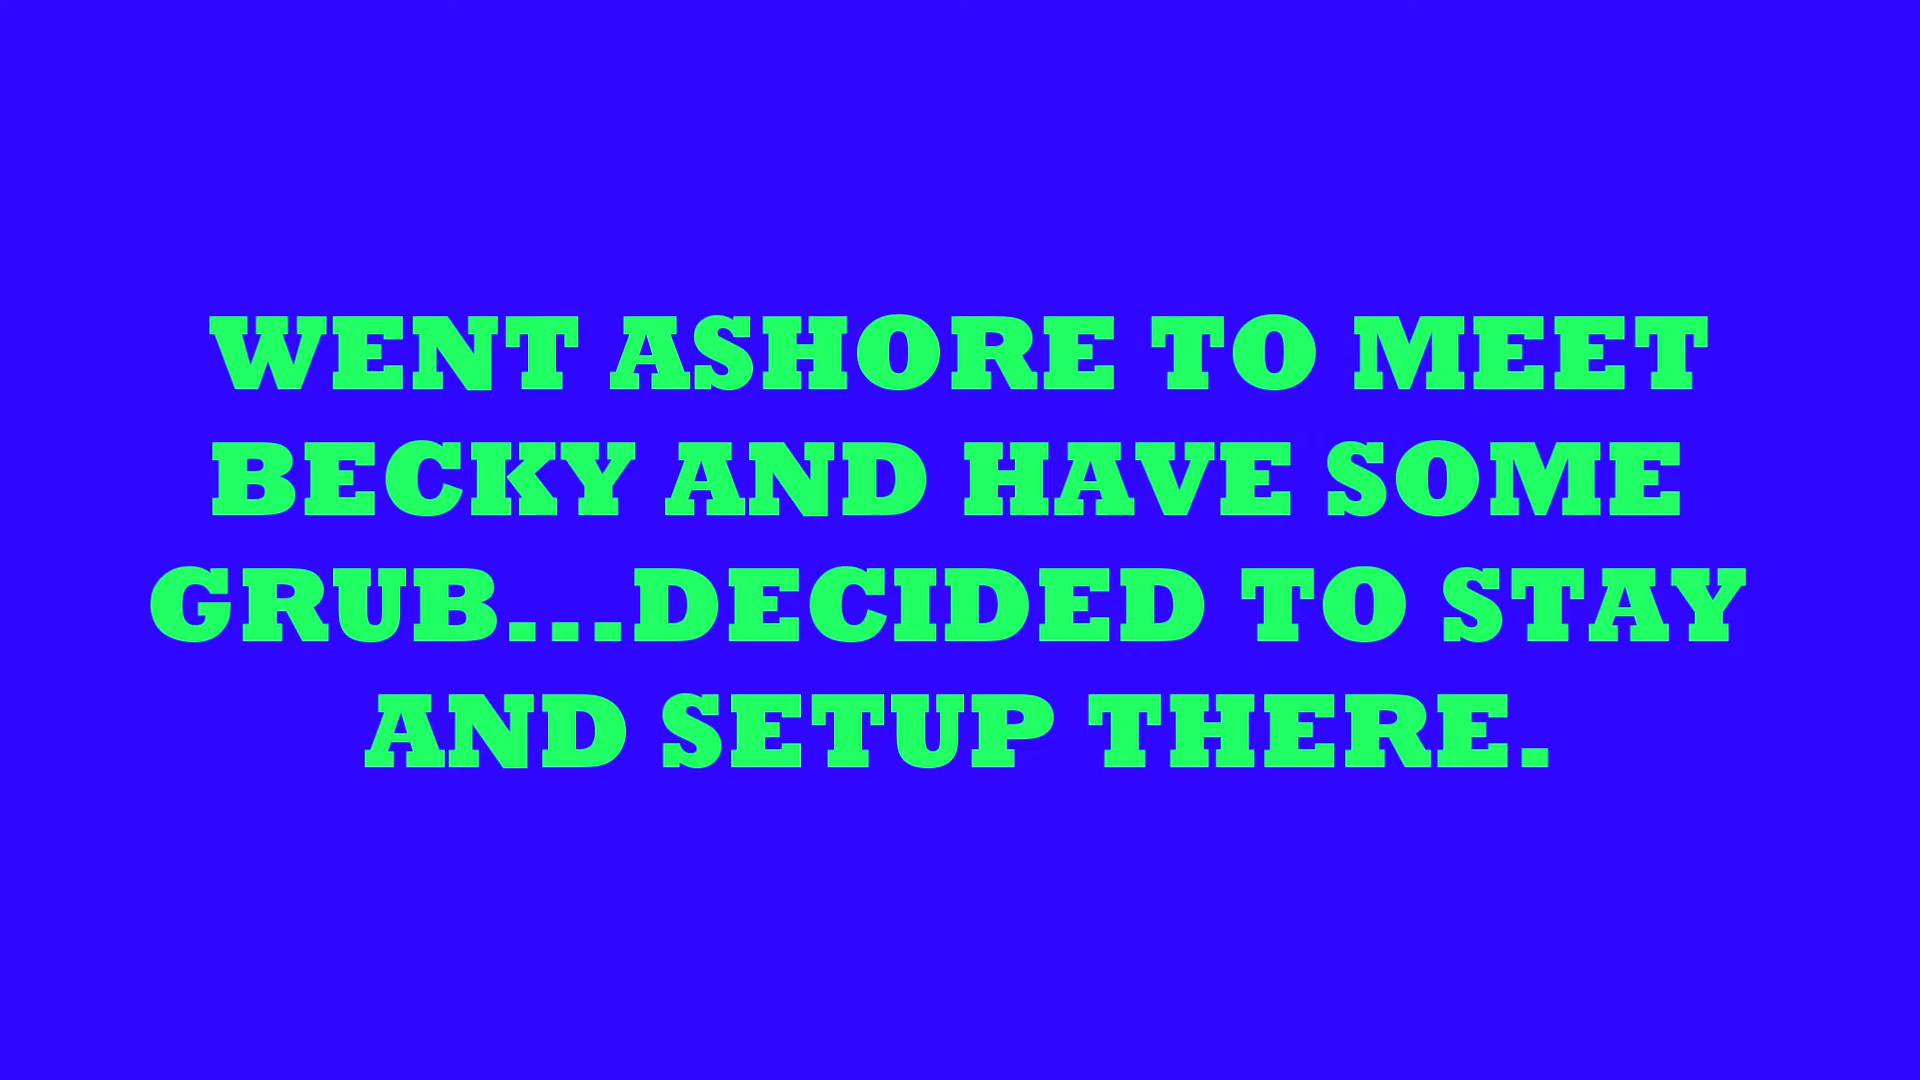 WENT ASHORE TO MEET
BECKY AND HAVE SOME
GRUB...DECIDED TO STAY
AND SETUP THERE.